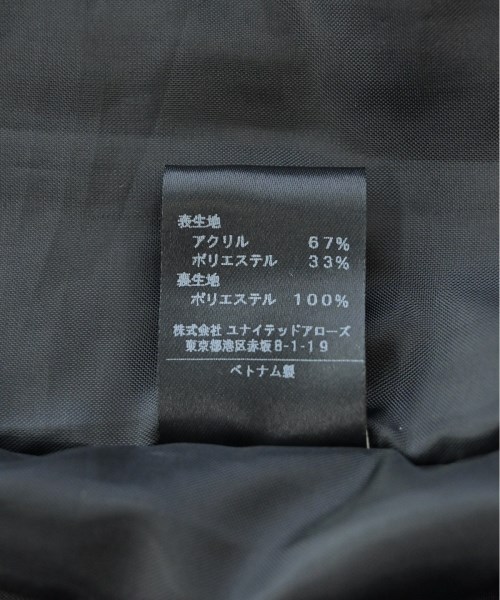 表生地
アクリル 67%
ポリエステル 33%
裏生地
ポリエステル 100%
株式会社 ユナイテッドアローズ
東京都港区赤坂8-1-19
ベトナム製